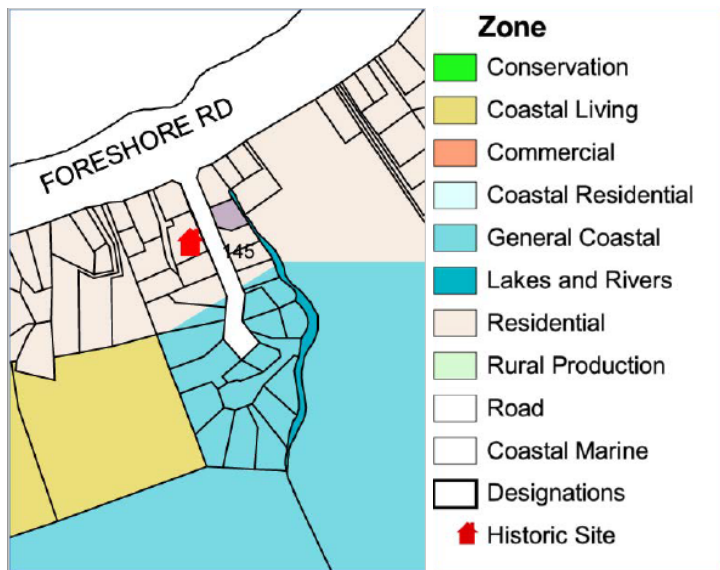 FORESHORE RD
145
Zone
Conservation
Coastal Living
Commercial
Coastal Residential
General Coastal
Lakes and Rivers
Residential
Rural Production
Road
Coastal Marine
Designations
Historic Site